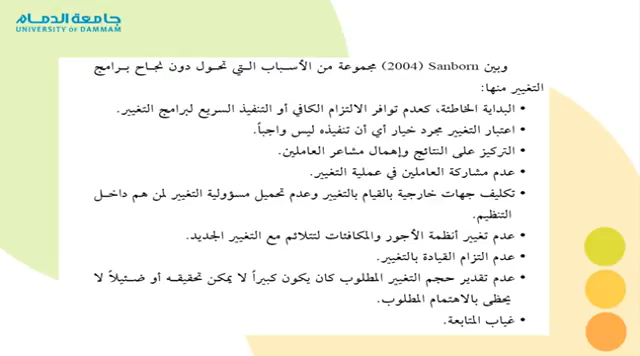 جامعة الدمام
UNIVERSITY OF DAMMAM
وبين Sanborn (2004) مجموعة من الأسباب التي تحول دون نجاح برامج
التغيير منها:
• البداية الخاطئة، كعدم توافر الالتزام الكافي أو التنفيذ السريع لبرامج التغيير.
• اعتبار التغيير مجرد خيار أي أن تنفيذه ليس واجباً.
• التركيز على النتائج وإهمال مشاعر العاملين.
• عدم مشاركة العاملين في عملية التغيير.
• تكليف جهات خارجية بالقيام بالتغيير وعدم تحميل مسؤولية التغيير لمن هم داخل
التنظيم.
• عدم تغيير أنظمة الأجور والمكافئات لتتلائم مع التغيير الجديد.
• عدم التزام القيادة بالتغيير.
• عدم تقدير حجم التغيير المطلوب كان يكون كبيراً لا يمكن تحقيقه أو ضئيلاً لا
يحظى بالاهتمام المطلوب.
• غياب المتابعة.